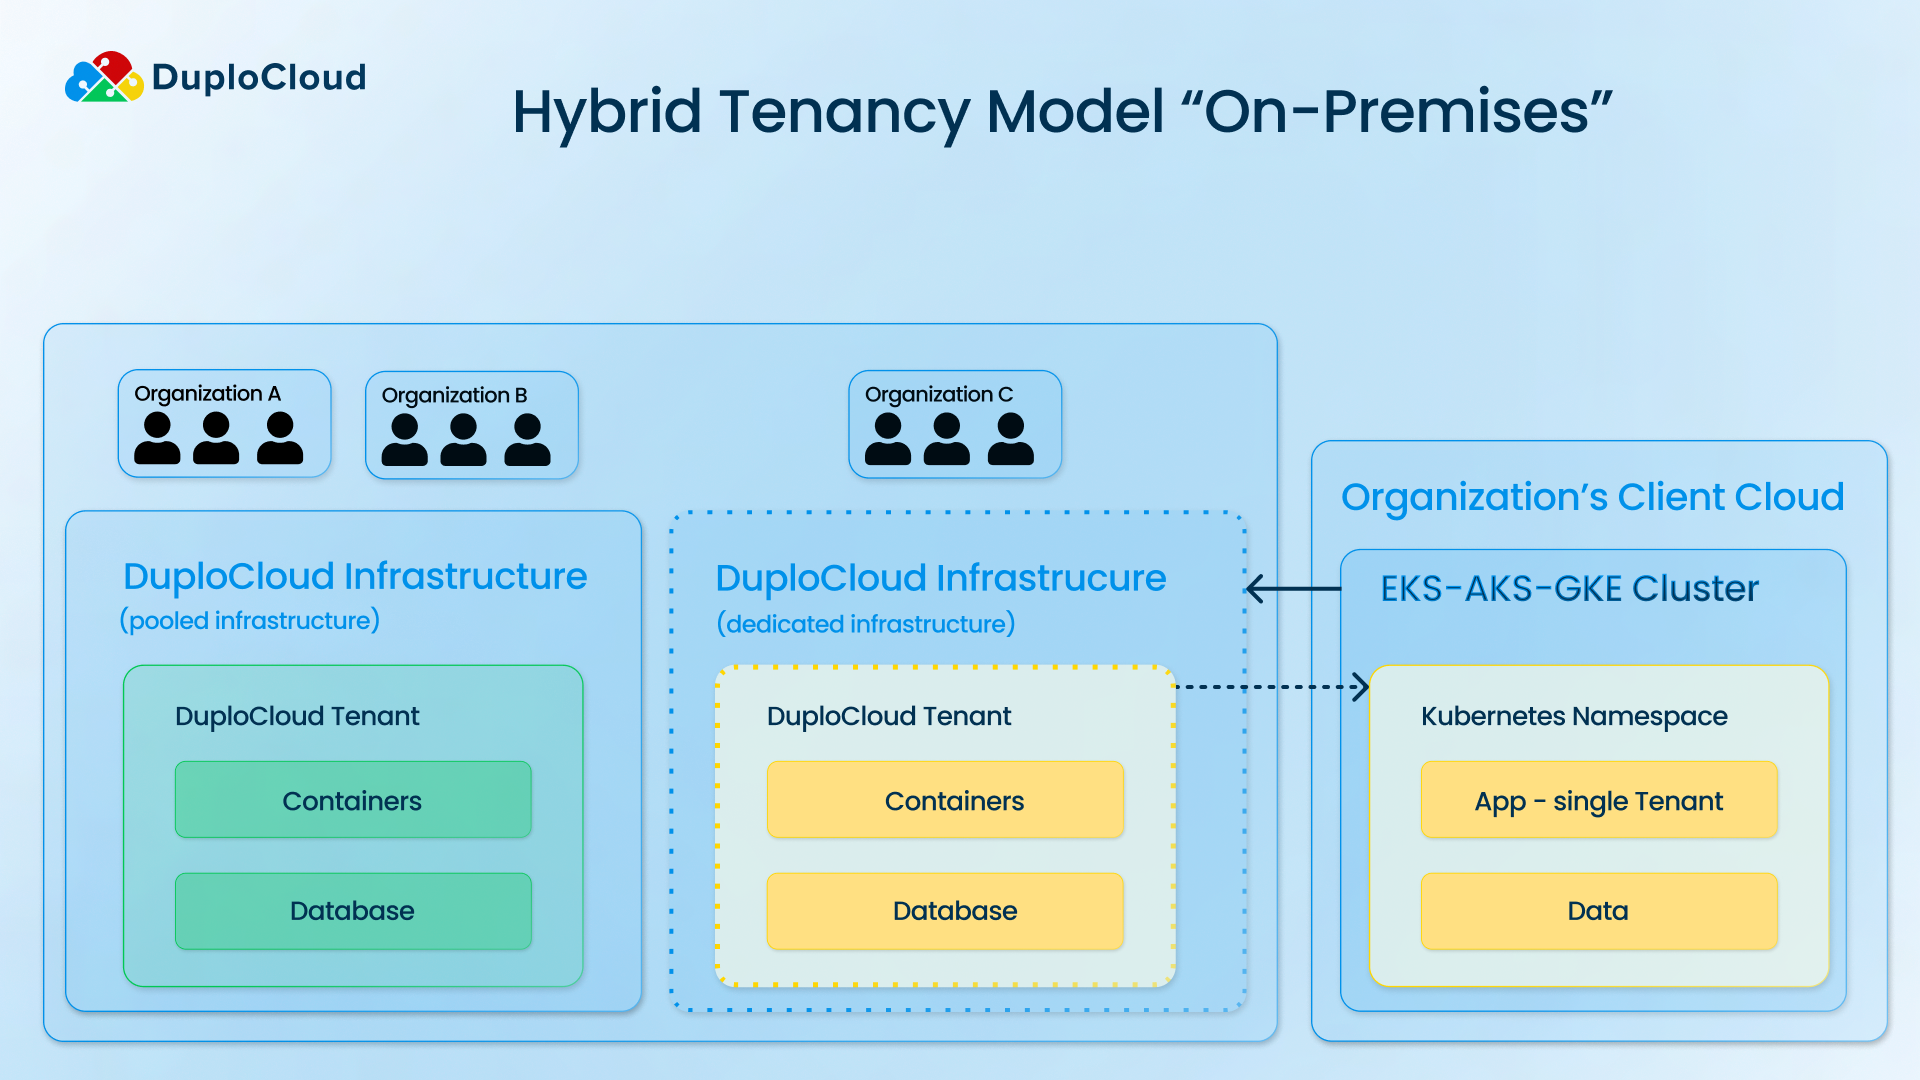 DuploCloud
Hybrid Tenancy Model “On-Premises”
Organization A
Organization B
Organization C
DuploCloud Infrastructure
(pooled infrastructure)
DuploCloud Tenant
Containers
Database
DuploCloud Infrastrucure
(dedicated infrastructure)
DuploCloud Tenant
Containers
Database
Organization’s Client Cloud
EKS-AKS-GKE Cluster
Kubernetes Namespace
App - single Tenant
Data